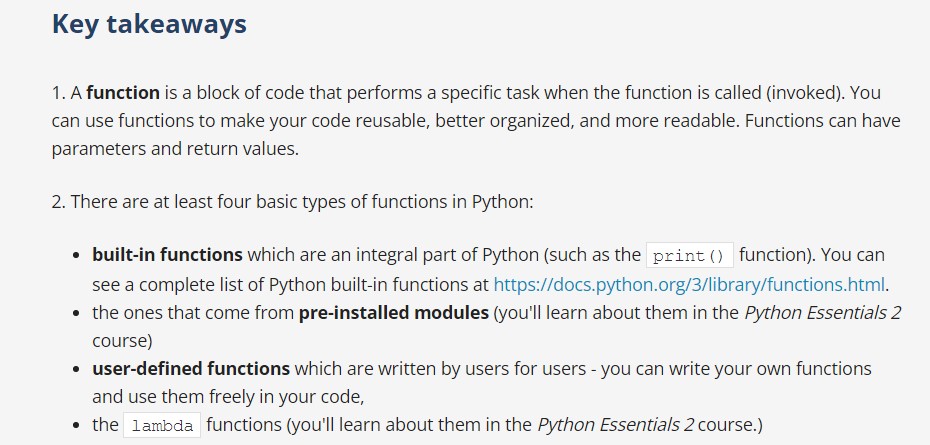 Key takeaways
1. A function is a block of code that performs a specific task when the function is called (invoked). You
can use functions to make your code reusable, better organized, and more readable. Functions can have
parameters and return values.
2. There are at least four basic types of functions in Python:
• built-in functions which are an integral part of Python (such as the print() function). You can
see a complete list of Python built-in functions at https://docs.python.org/3/library/functions.html.
• the ones that come from pre-installed modules (you'll learn about them in the Python Essentials 2
course)
• user-defined functions which are written by users for users - you can write your own functions
and use them freely in your code,
• the lambda functions (you'll learn about them in the Python Essentials 2 course.)